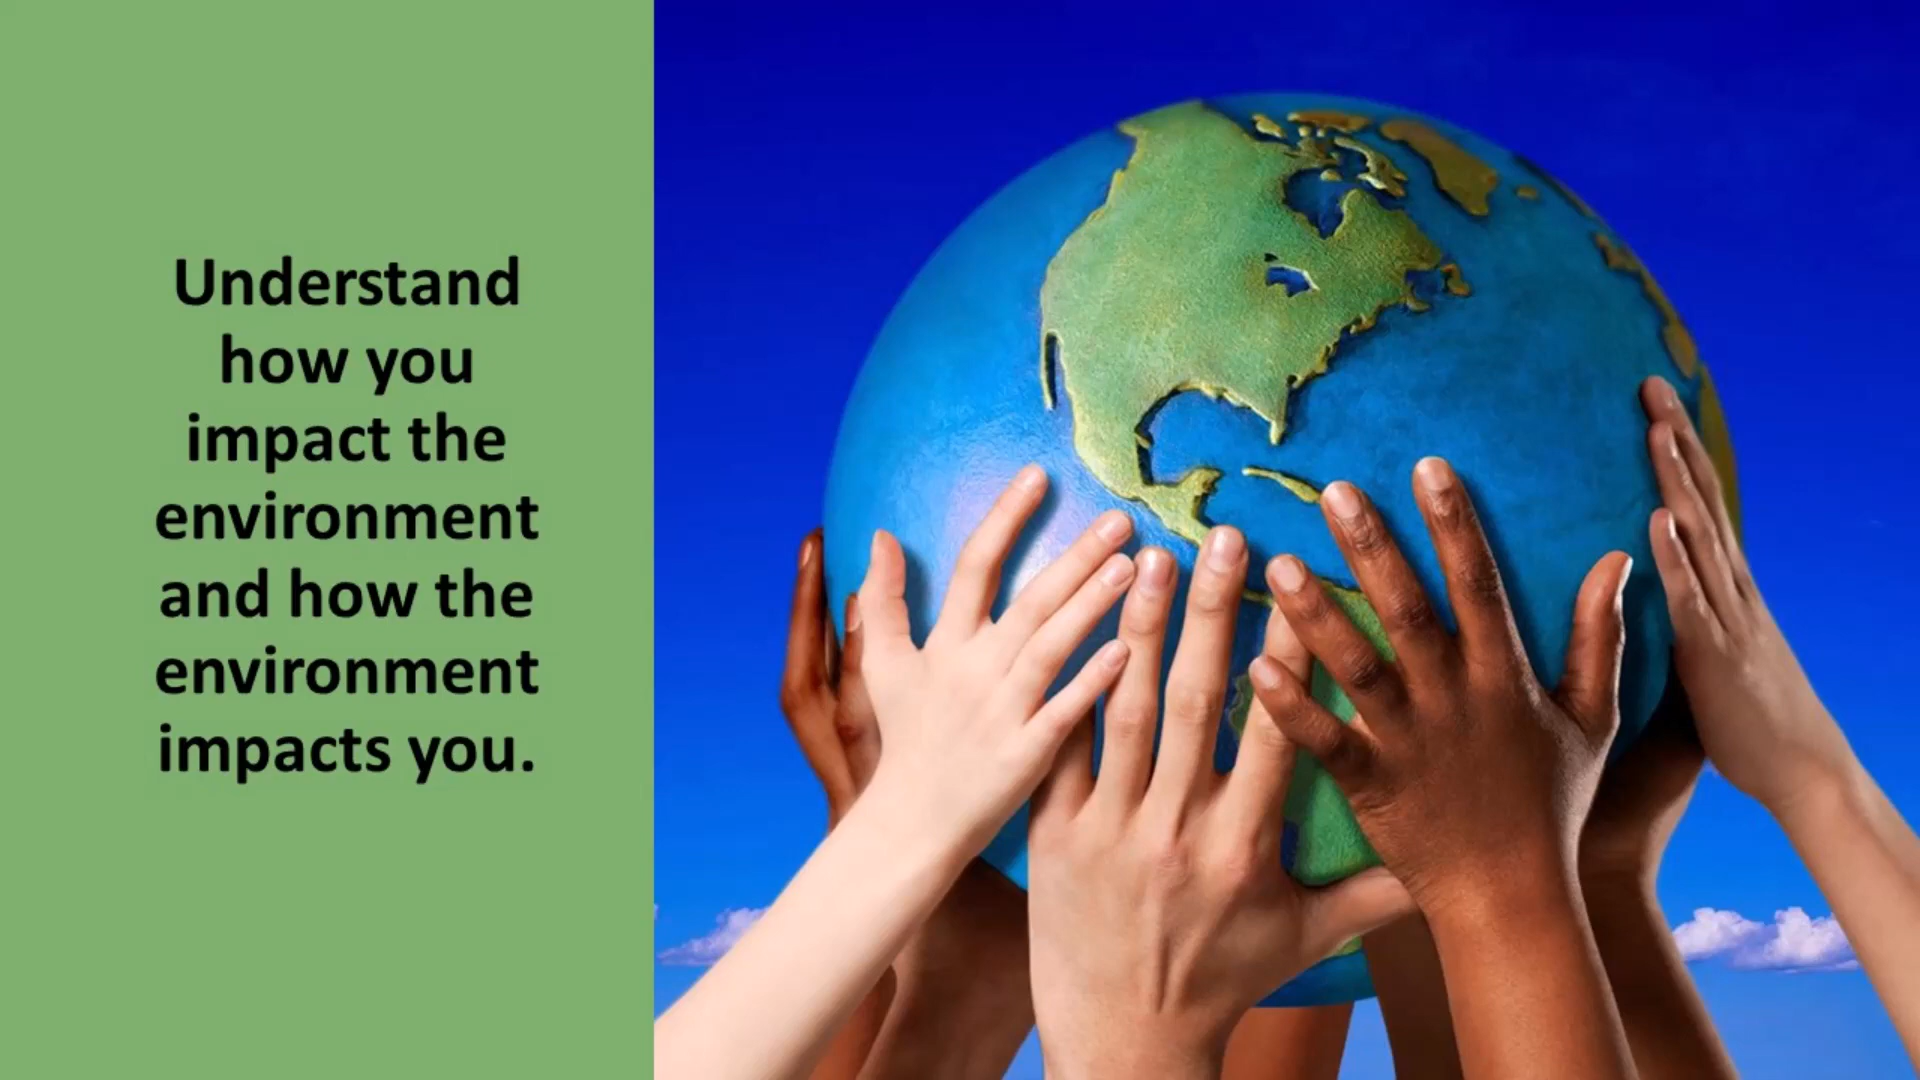 Understand
how you
impact the
environment
and how the
environment
impacts you.